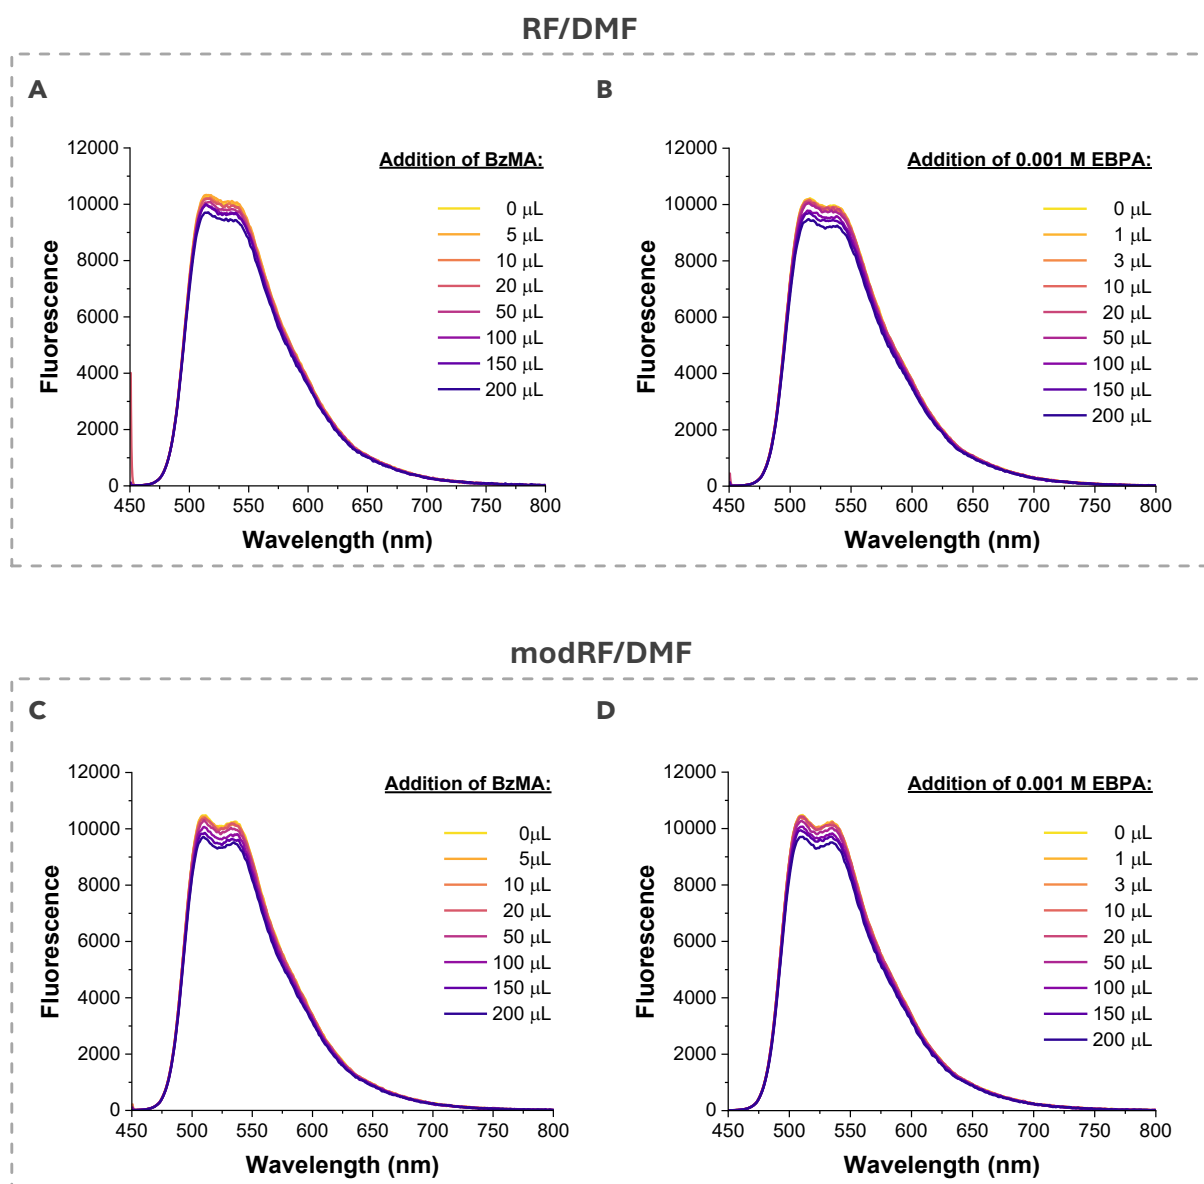 RF/DMF
A
Addition of BzMA:
0 μL
5 μL
10 μL
20 μL
50 μL
100 μL
150 μL
200 μL
12000
10000
8000
6000
4000
2000
0
Fluorescence
450 500 550 600 650 700 750 800
Wavelength (nm)
B
Addition of 0.001 M EBPA:
0 μL
1 μL
3 μL
10 μL
20 μL
50 μL
100 μL
150 μL
200 μL
12000
10000
8000
6000
4000
2000
0
Fluorescence
450 500 550 600 650 700 750 800
Wavelength (nm)
modRF/DMF
C
Addition of BzMA:
0μL
5μL
10 μL
20 μL
50 μL
100 μL
150 μL
200 μL
12000
10000
8000
6000
4000
2000
0
Fluorescence
450 500 550 600 650 700 750 800
Wavelength (nm)
D
Addition of 0.001 M EBPA:
0 μL
1 μL
3 μL
10 μL
20 μL
50 μL
100 μL
150 μL
200 μL
12000
10000
8000
6000
4000
2000
0
Fluorescence
450 500 550 600 650 700 750 800
Wavelength (nm)